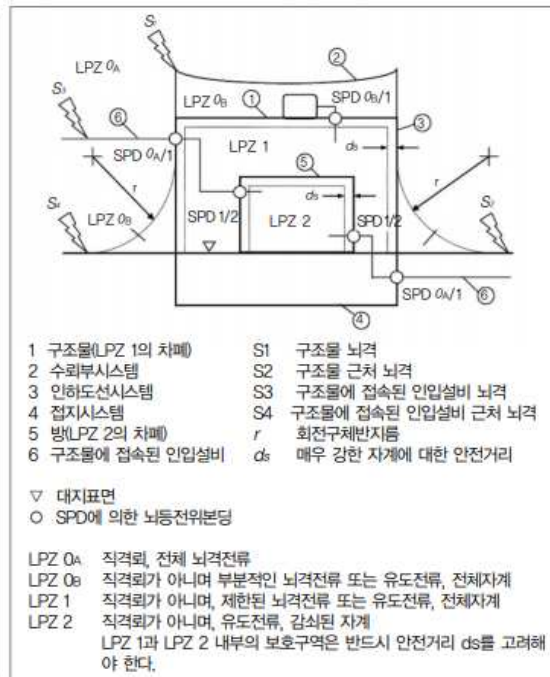 S₁
LPZ 0A
②
S₃
LPZ 0B
①
SPD 0B/1
③
⑥
SPD 0A/1
LPZ 1
ds
r
⑤
ds
r
S₄
LPZ 0B
SPD 1/2
LPZ 2
SPD 1/2
S₂
SPD 0A/1
⑥
④
1 구조물(LPZ 1의 차폐) S1 구조물 뇌격
2 수뢰부시스템 S2 구조물 근처 뇌격
3 인하도선시스템 S3 구조물에 접속된 인입설비 뇌격
4 접지시스템 S4 구조물에 접속된 인입설비 근처 뇌격
5 방(LPZ 2의 차폐) r 회전구체반지름
6 구조물에 접속된 인입설비 ds 매우 강한 자계에 대한 안전거리
▽ 대지표면
○ SPD에 의한 뇌등전위본딩
LPZ 0A 직격뢰, 전체 뇌격전류
LPZ 0B 직격뢰가 아니며 부분적인 뇌격전류 또는 유도전류, 전체자계
LPZ 1 직격뢰가 아니며, 제한된 뇌격전류 또는 유도전류, 전체자계
LPZ 2 직격뢰가 아니며, 유도전류, 감쇠된 자계
LPZ 1과 LPZ 2 내부의 보호구역은 반드시 안전거리 ds를 고려해
야 한다.